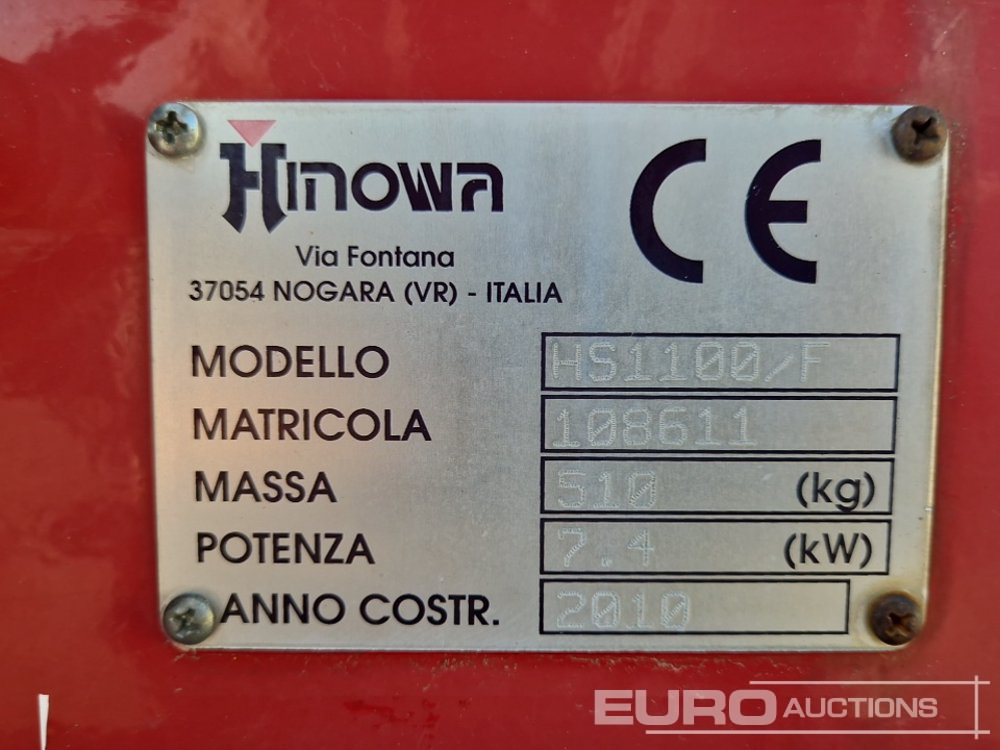 HINOWA
CE
Via Fontana
37054 NOGARA (VR) - ITALIA
MODELLO HS1100/F
MATRICOLA 108611
MASSA 510 (kg)
POTENZA 7.4 (kW)
ANNO COSTR. 2010
EURO AUCTIONS